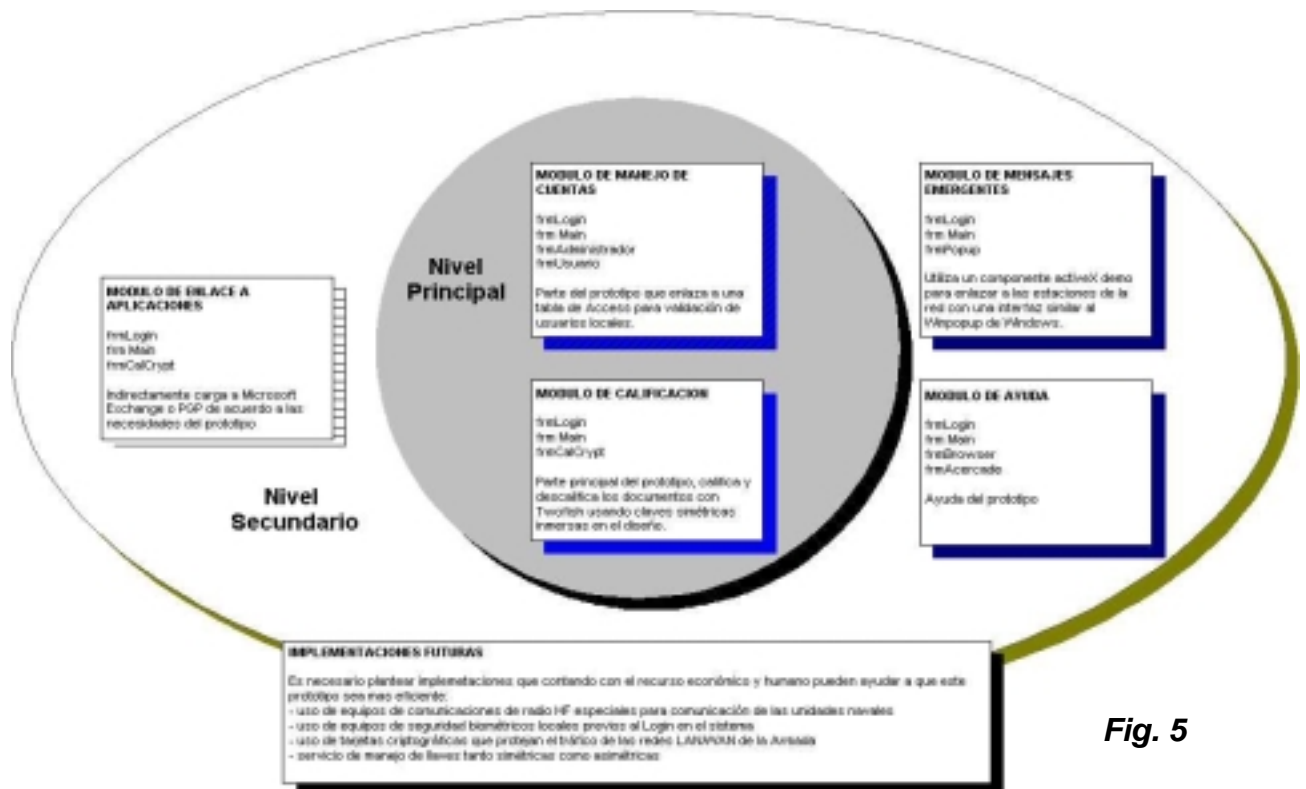 MODULO DE MANEJO DE
CUENTAS
frmLogin
frm Main
frmAdministrador
frmUsuario
Parte del prototipo que enlaza a una
tabla de Access para validación de
usuarios locales.
MODULO DE MENSAJES
EMERGENTES
frmLogin
frm Main
frmPopup
Utiliza un componente activeX demo
para enlazar a las estaciones de la
red con una interfaz similar al
Winpopup de Windows.
Nivel
Principal
MODULO DE ENLACE A
APLICACIONES
frmLogin
frm Main
frmCalCrypt
Indirectamente carga a Microsoft
Exchange o PGP de acuerdo a las
necesidades del prototipo
MODULO DE CALIFICACION
frmLogin
frm Main
frmCalCrypt
Parte principal del prototipo, califica y
descalifica los documentos con
Twofish usando claves simétricas
inmersas en el diseño.
MODULO DE AYUDA
frmLogin
frm Main
frmBrowser
frmAcercade
Ayuda del prototipo
Nivel
Secundario
IMPLEMENTACIONES FUTURAS
Es necesario plantear implemetaciones que contando con el recurso económico y humano pueden ayudar a que este
prototipo sea mas eficiente:
- uso de equipos de comunicaciones de radio HF especiales para comunicación de las unidades navales
- uso de equipos de seguridad biométricos locales previos al Login en el sistema
- uso de tarjetas criptográficas que protejan el tráfico de las redes LAN/WAN de la Armada
- servicio de manejo de llaves tanto simétricas como asimétricas
Fig. 5